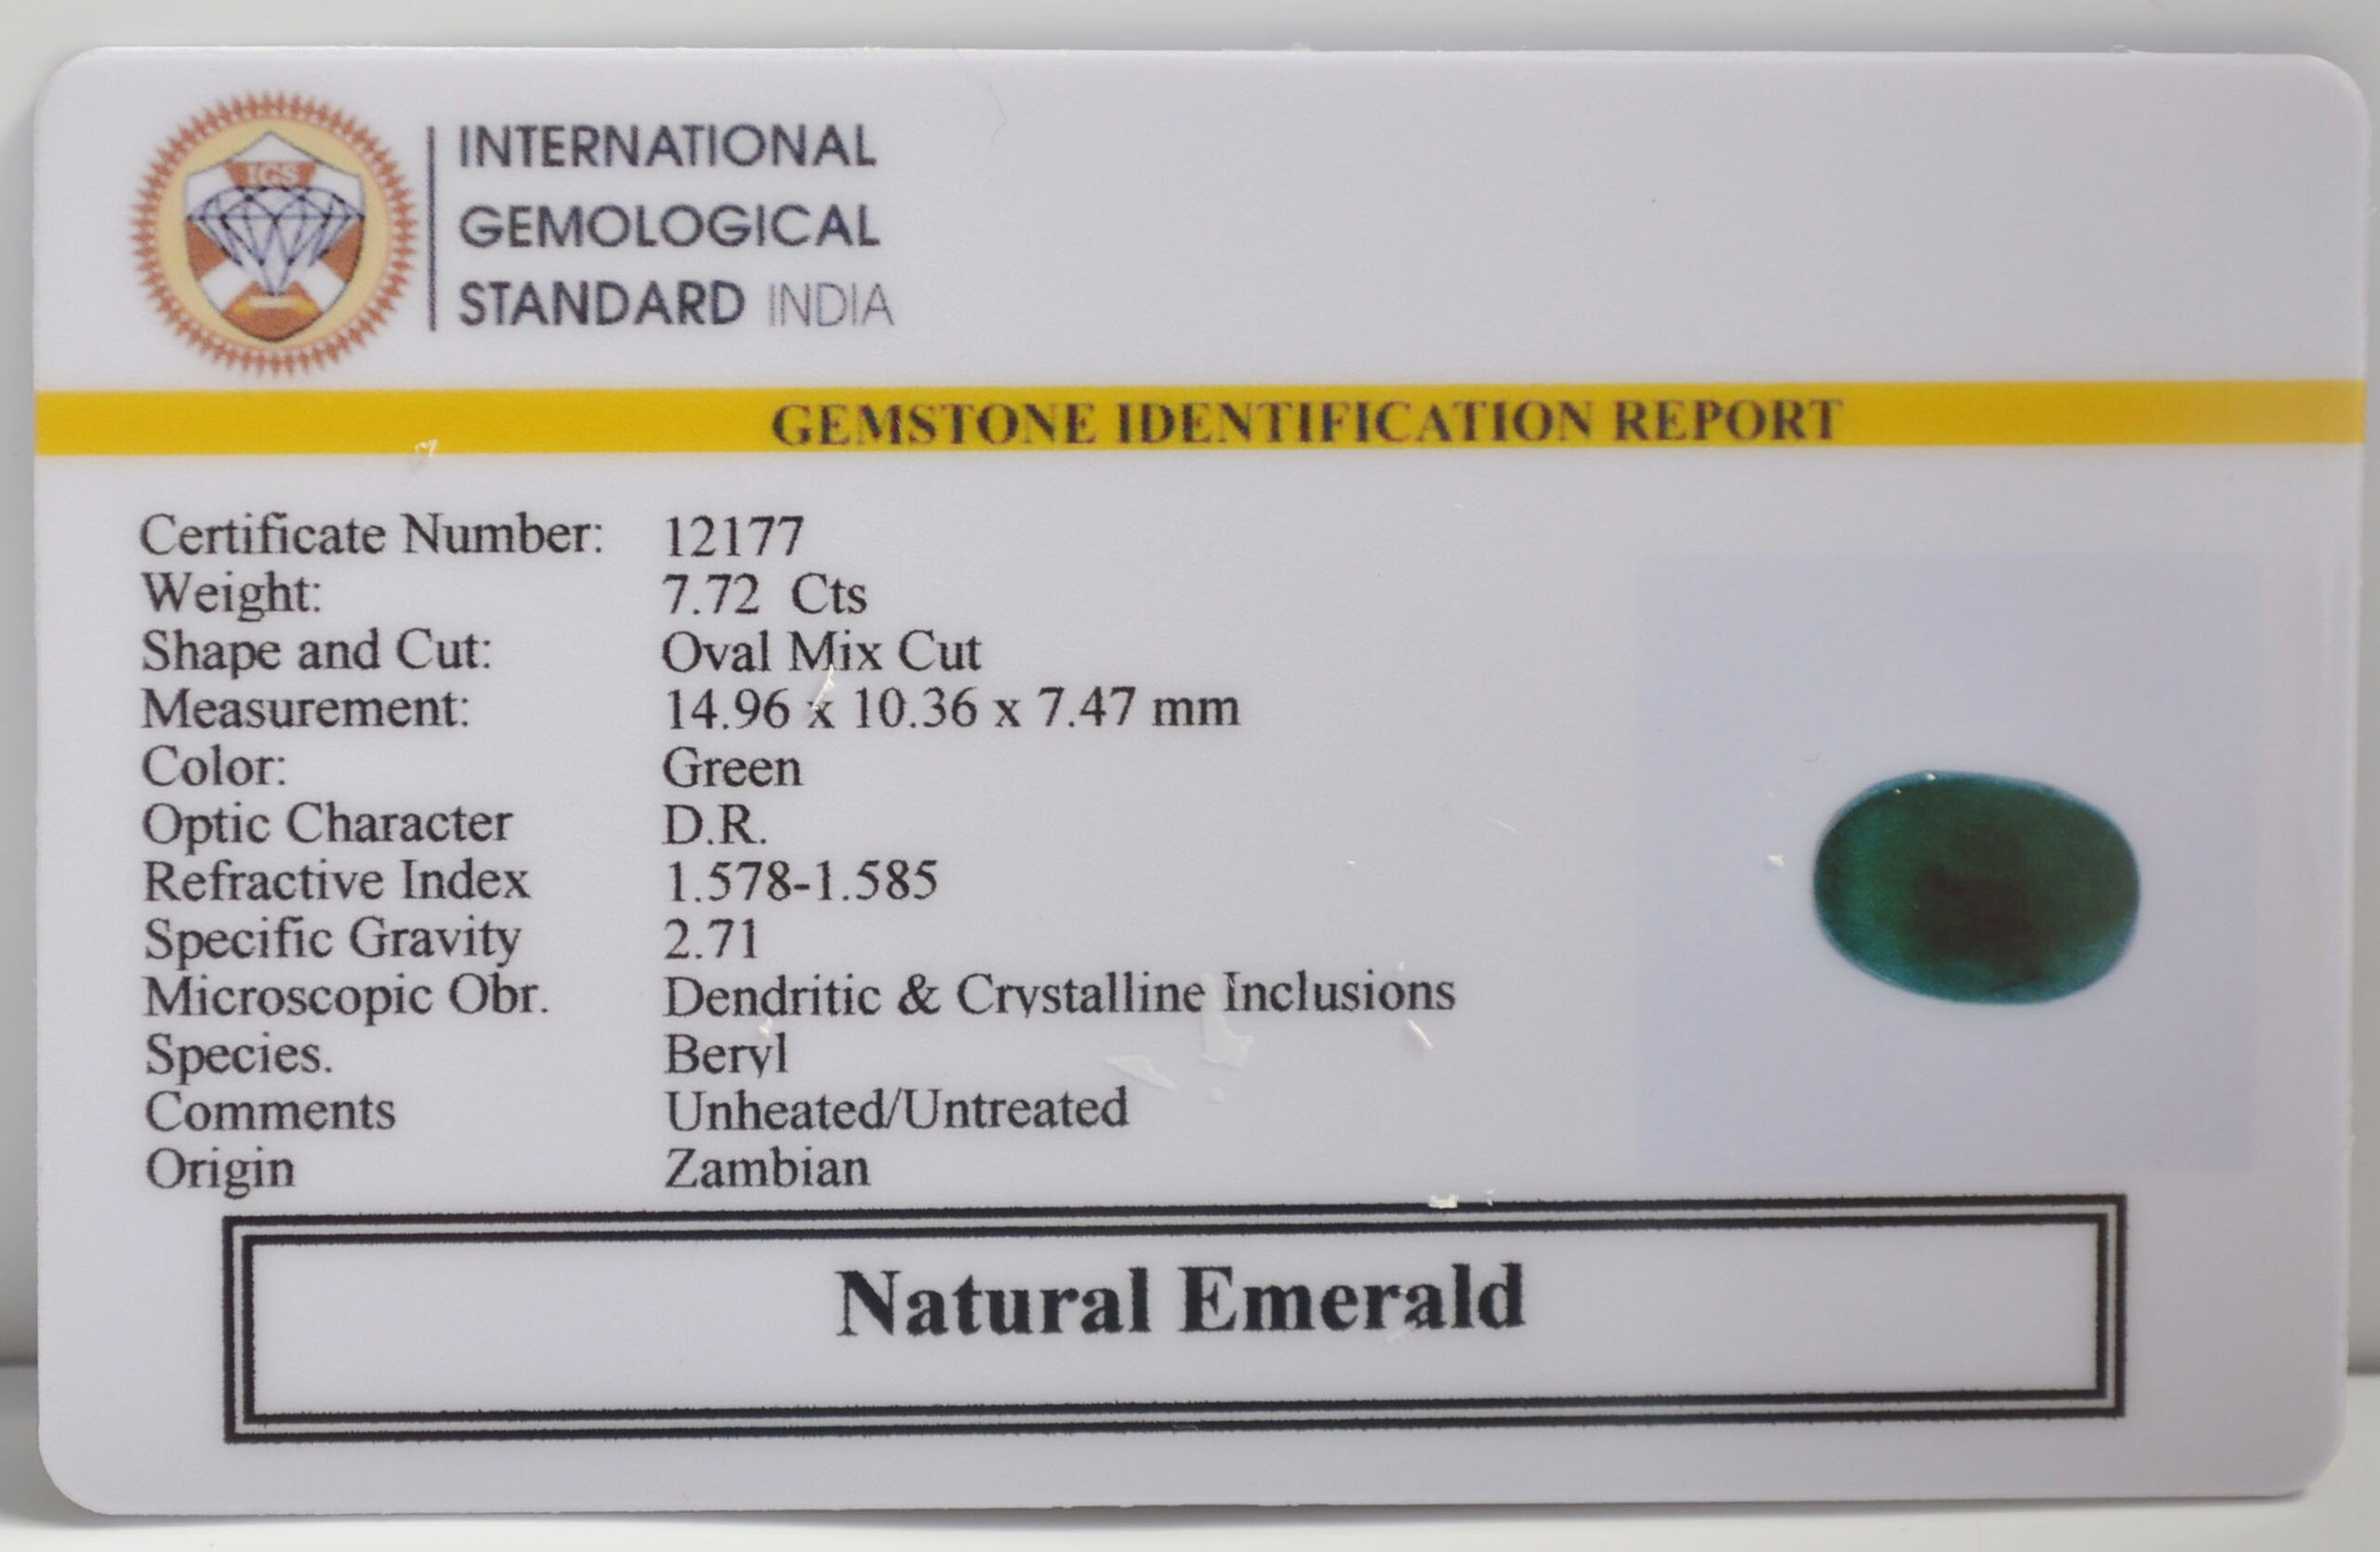 IGS
INTERNATIONAL
GEMOLOGICAL
STANDARD INDIA
GEMSTONE IDENTIFICATION REPORT
Certificate Number: 12177
Weight: 7.72 Cts
Shape and Cut: Oval Mix Cut
Measurement: 14.96 x 10.36 x 7.47 mm
Color: Green
Optic Character D.R.
Refractive Index 1.578-1.585
Specific Gravity 2.71
Microscopic Obr. Dendritic & Crystalline Inclusions
Species. Beryl
Comments Unheated/Untreated
Origin Zambian
Natural Emerald